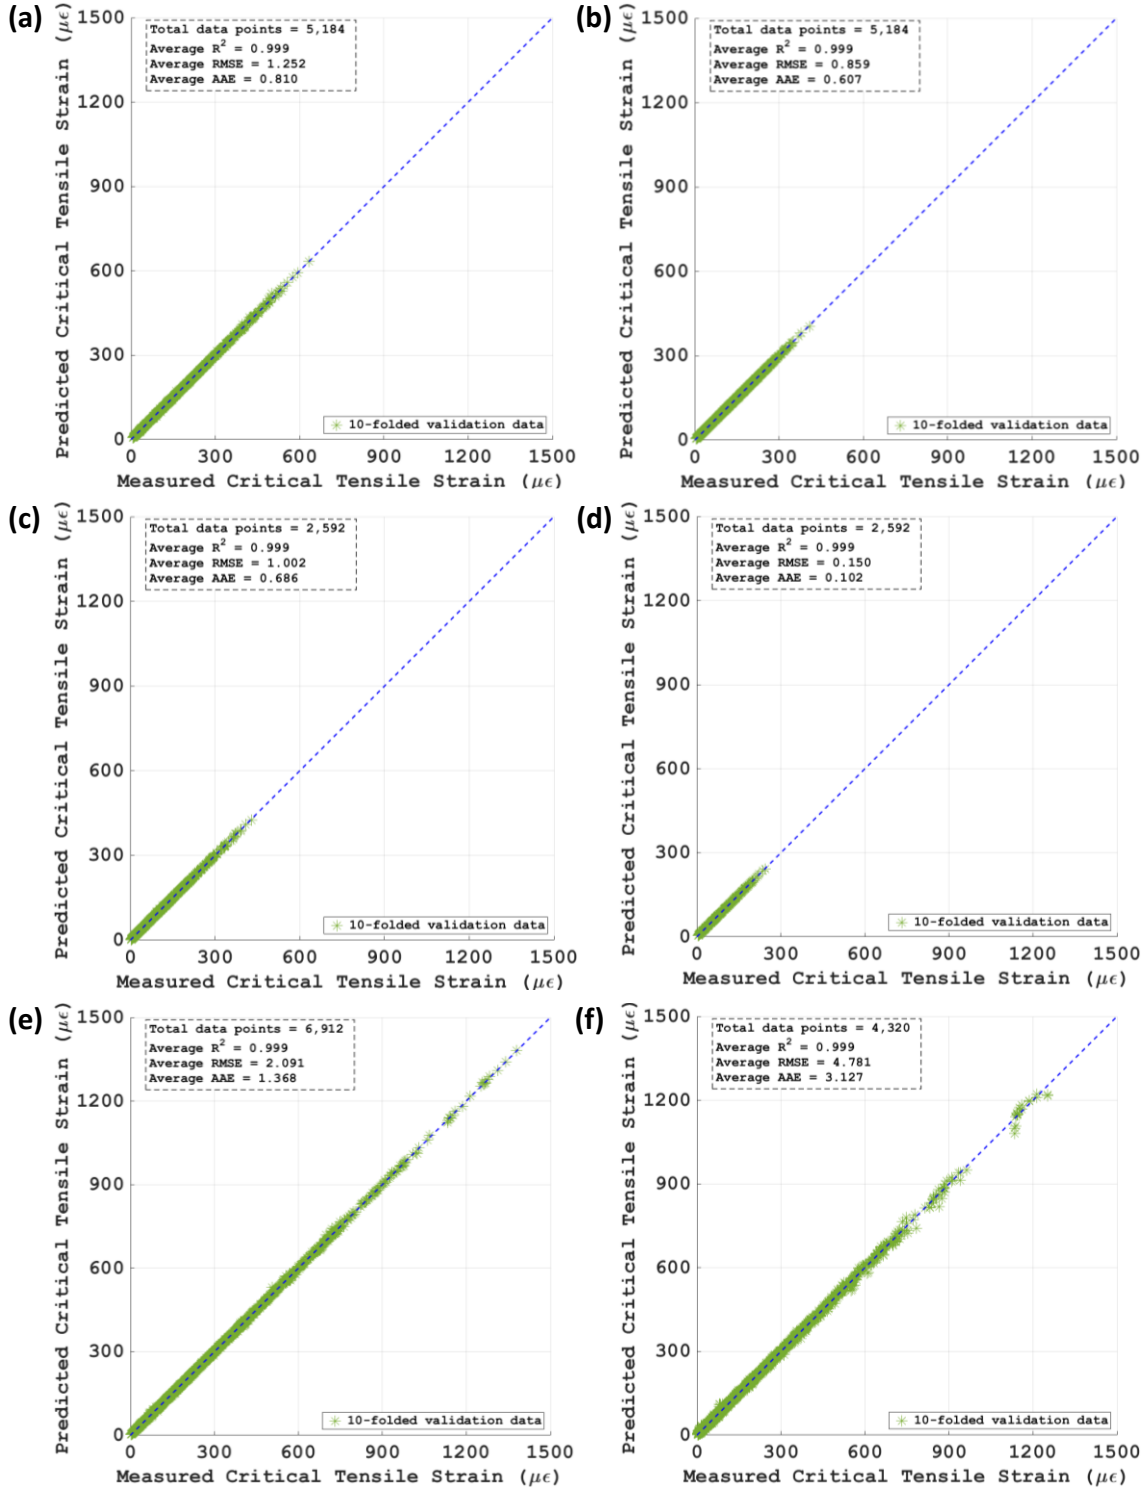 (a)
Predicted Critical Tensile Strain (με)
1500
1200
900
600
300
0
Total data points = 5,184
Average R² = 0.999
Average RMSE = 1.252
Average AAE = 0.810
10-folded validation data
0 300 600 900 1200 1500
Measured Critical Tensile Strain (με)
(b)
Predicted Critical Tensile Strain (με)
1500
1200
900
600
300
0
Total data points = 5,184
Average R² = 0.999
Average RMSE = 0.859
Average AAE = 0.607
10-folded validation data
0 300 600 900 1200 1500
Measured Critical Tensile Strain (με)
(c)
Predicted Critical Tensile Strain (με)
1500
1200
900
600
300
0
Total data points = 2,592
Average R² = 0.999
Average RMSE = 1.002
Average AAE = 0.686
10-folded validation data
0 300 600 900 1200 1500
Measured Critical Tensile Strain (με)
(d)
Predicted Critical Tensile Strain (με)
1500
1200
900
600
300
0
Total data points = 2,592
Average R² = 0.999
Average RMSE = 0.150
Average AAE = 0.102
10-folded validation data
0 300 600 900 1200 1500
Measured Critical Tensile Strain (με)
(e)
Predicted Critical Tensile Strain (με)
1500
1200
900
600
300
0
Total data points = 6,912
Average R² = 0.999
Average RMSE = 2.091
Average AAE = 1.368
10-folded validation data
0 300 600 900 1200 1500
Measured Critical Tensile Strain (με)
(f)
Predicted Critical Tensile Strain (με)
1500
1200
900
600
300
0
Total data points = 4,320
Average R² = 0.999
Average RMSE = 4.781
Average AAE = 3.127
10-folded validation data
0 300 600 900 1200 1500
Measured Critical Tensile Strain (με)